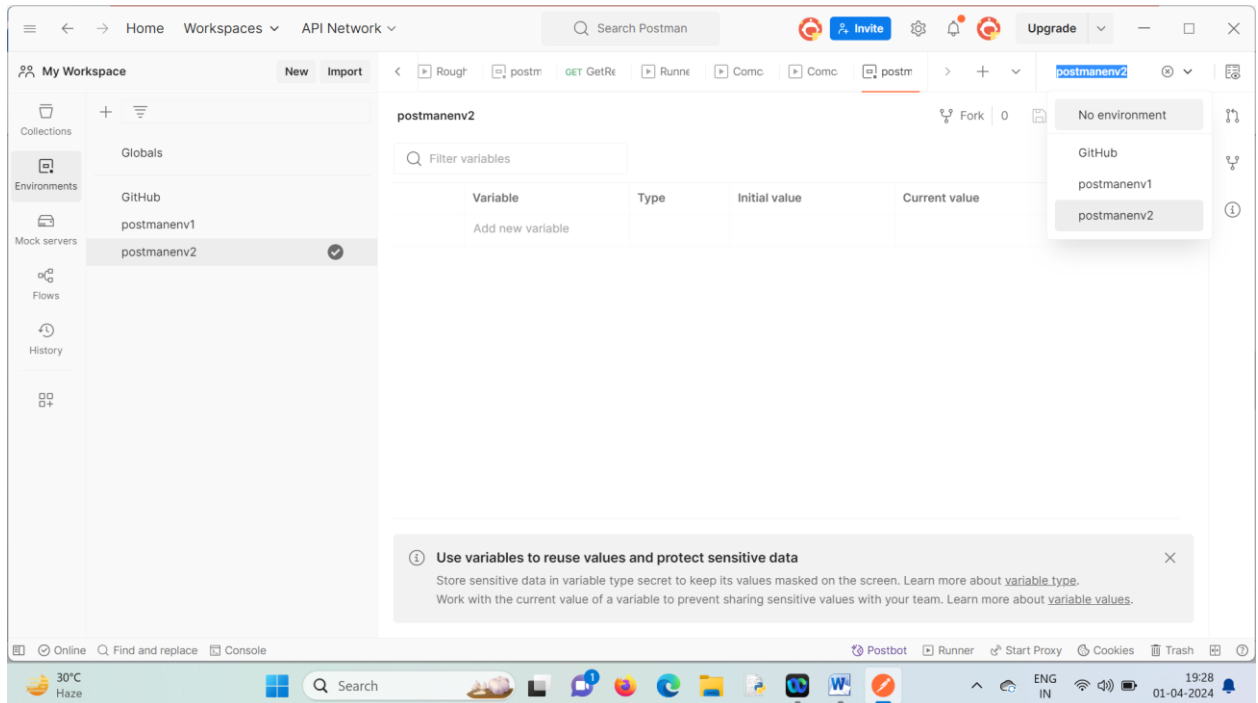 Home Workspaces API Network Search Postman Invite Upgrade
My Workspace New Import Rough postm GET GetRe Runne Comc Comc postm postmanenv2
Collections
Environments
Mock servers
Flows
History
Globals
GitHub
postmanenv1
postmanenv2
postmanenv2 Fork 0
Filter variables
Variable Type Initial value Current value
Add new variable
No environment
GitHub
postmanenv1
postmanenv2
Use variables to reuse values and protect sensitive data
Store sensitive data in variable type secret to keep its values masked on the screen. Learn more about variable type.
Work with the current value of a variable to prevent sharing sensitive values with your team. Learn more about variable values.
Online Find and replace Console Postbot Runner Start Proxy Cookies Trash
30°C
Haze
Search
1
ENG
IN
19:28
01-04-2024